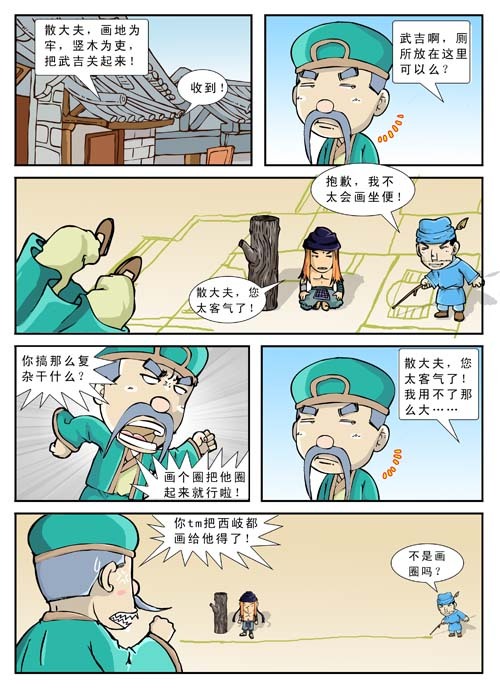 散大夫，画地为
牢，竖木为吏，
把武吉关起来！
收到！
武吉啊，厕
所放在这里
可以么？
抱歉，我不
太会画坐便！
散大夫，您
太客气了！
你搞那么复
杂干什么？
画个圈把他圈
起来就行啦！
散大夫，您
太客气了！
我用不了那
么大……
你tm把西岐都
画给他得了！
不是画
圈吗？